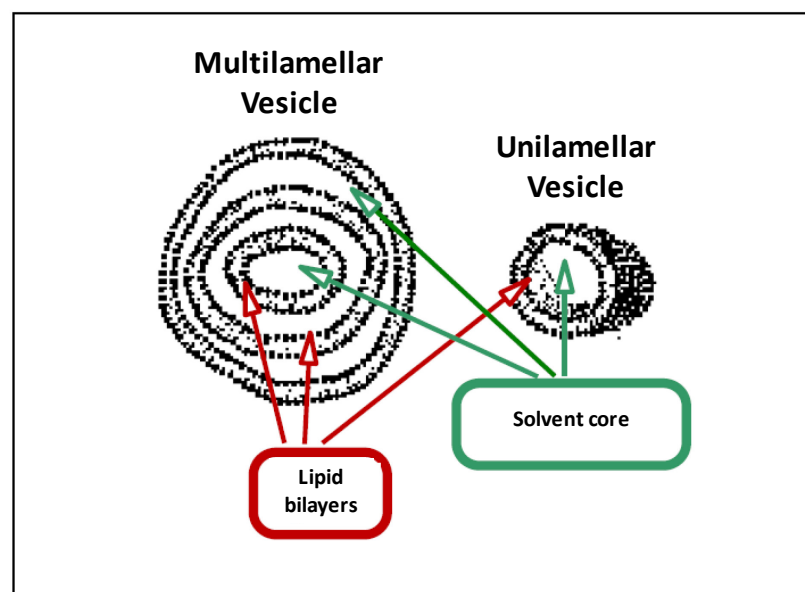 Multilamellar
Vesicle
Unilamellar
Vesicle
Solvent core
Lipid
bilayers